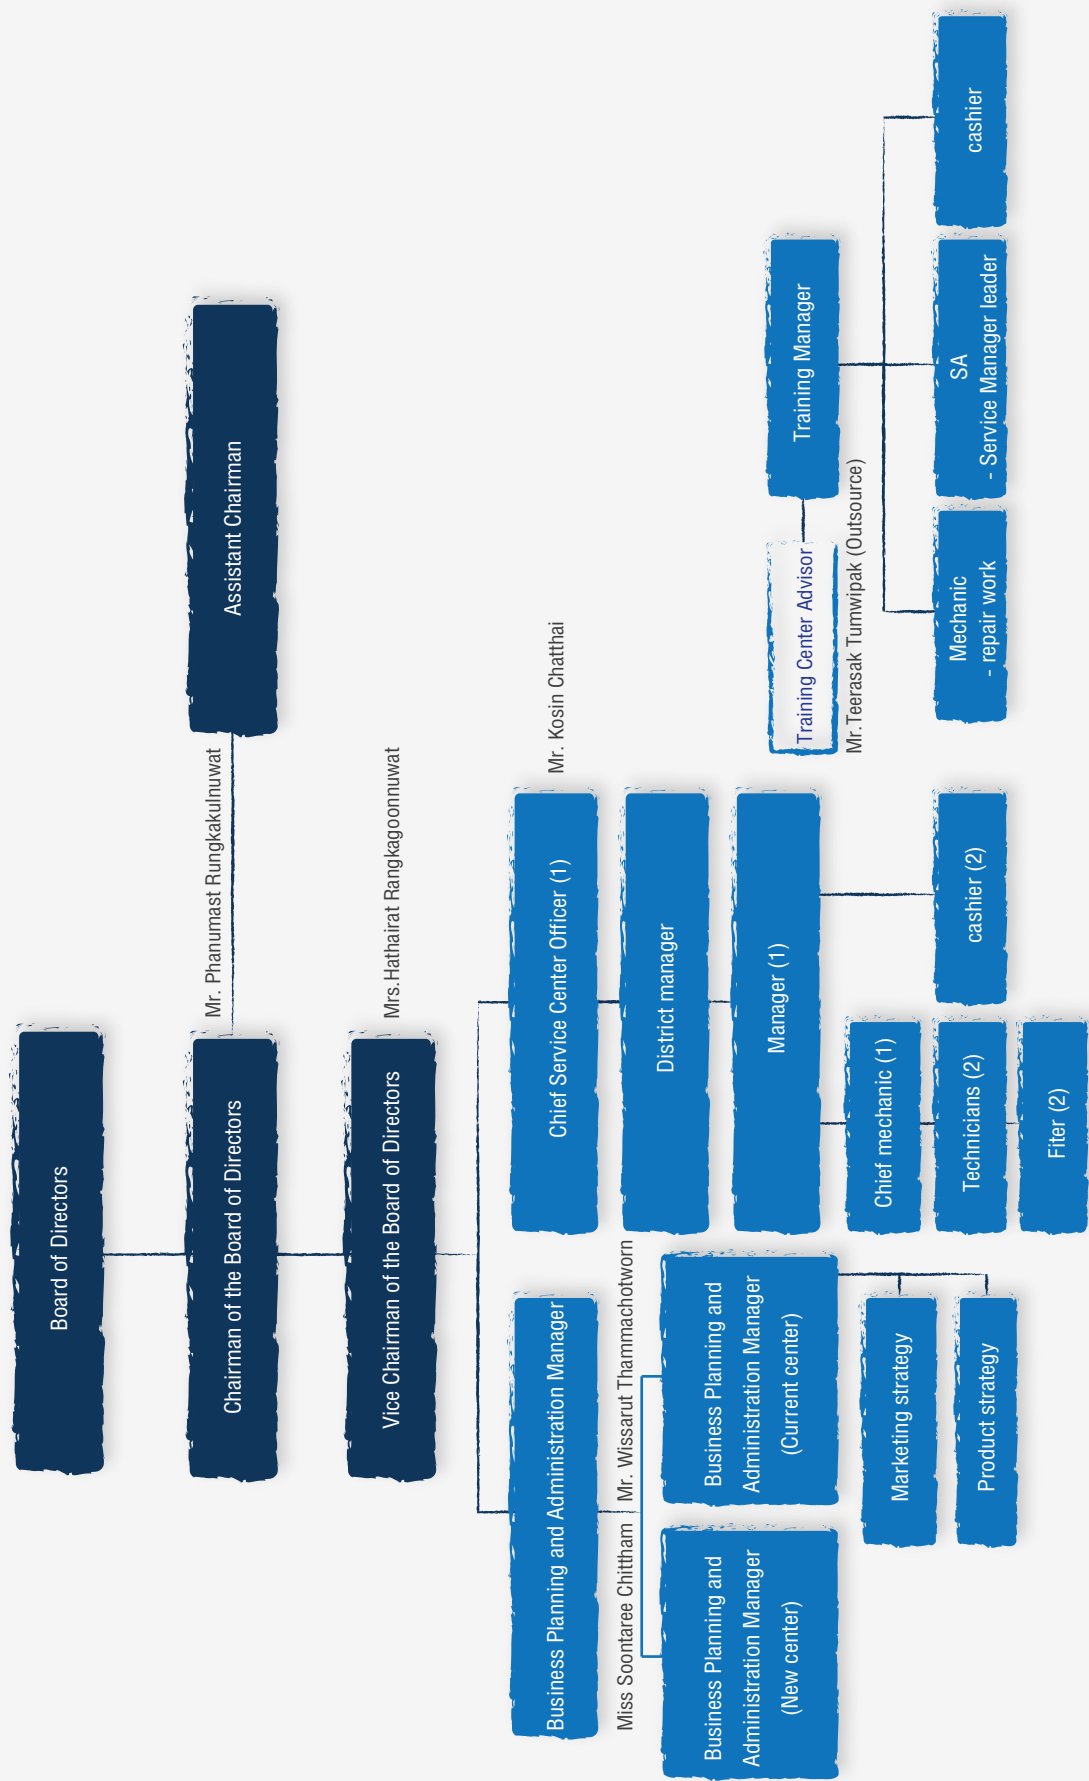 Board of Directors
Chairman of the Board of Directors
Mr. Phanumast Rungkakulnuwat
Assistant Chairman
Vice Chairman of the Board of Directors
Mrs.Hathairat Rangkagoonnuwat
Business Planning and Administration Manager
Chief Service Center Officer (1)
Mr. Kosin Chatthai
Miss Soontaree Chittham
Mr. Wissarut Thammachotworn
District manager
Business Planning and
Administration Manager
(New center)
Business Planning and
Administration Manager
(Current center)
Manager (1)
Training Center Advisor
Mr.Teerasak Tumwipak (Outsource)
Training Manager
Marketing strategy
Product strategy
Chief mechanic (1)
Technicians (2)
Fiter (2)
cashier (2)
Mechanic
- repair work
SA
- Service Manager leader
cashier